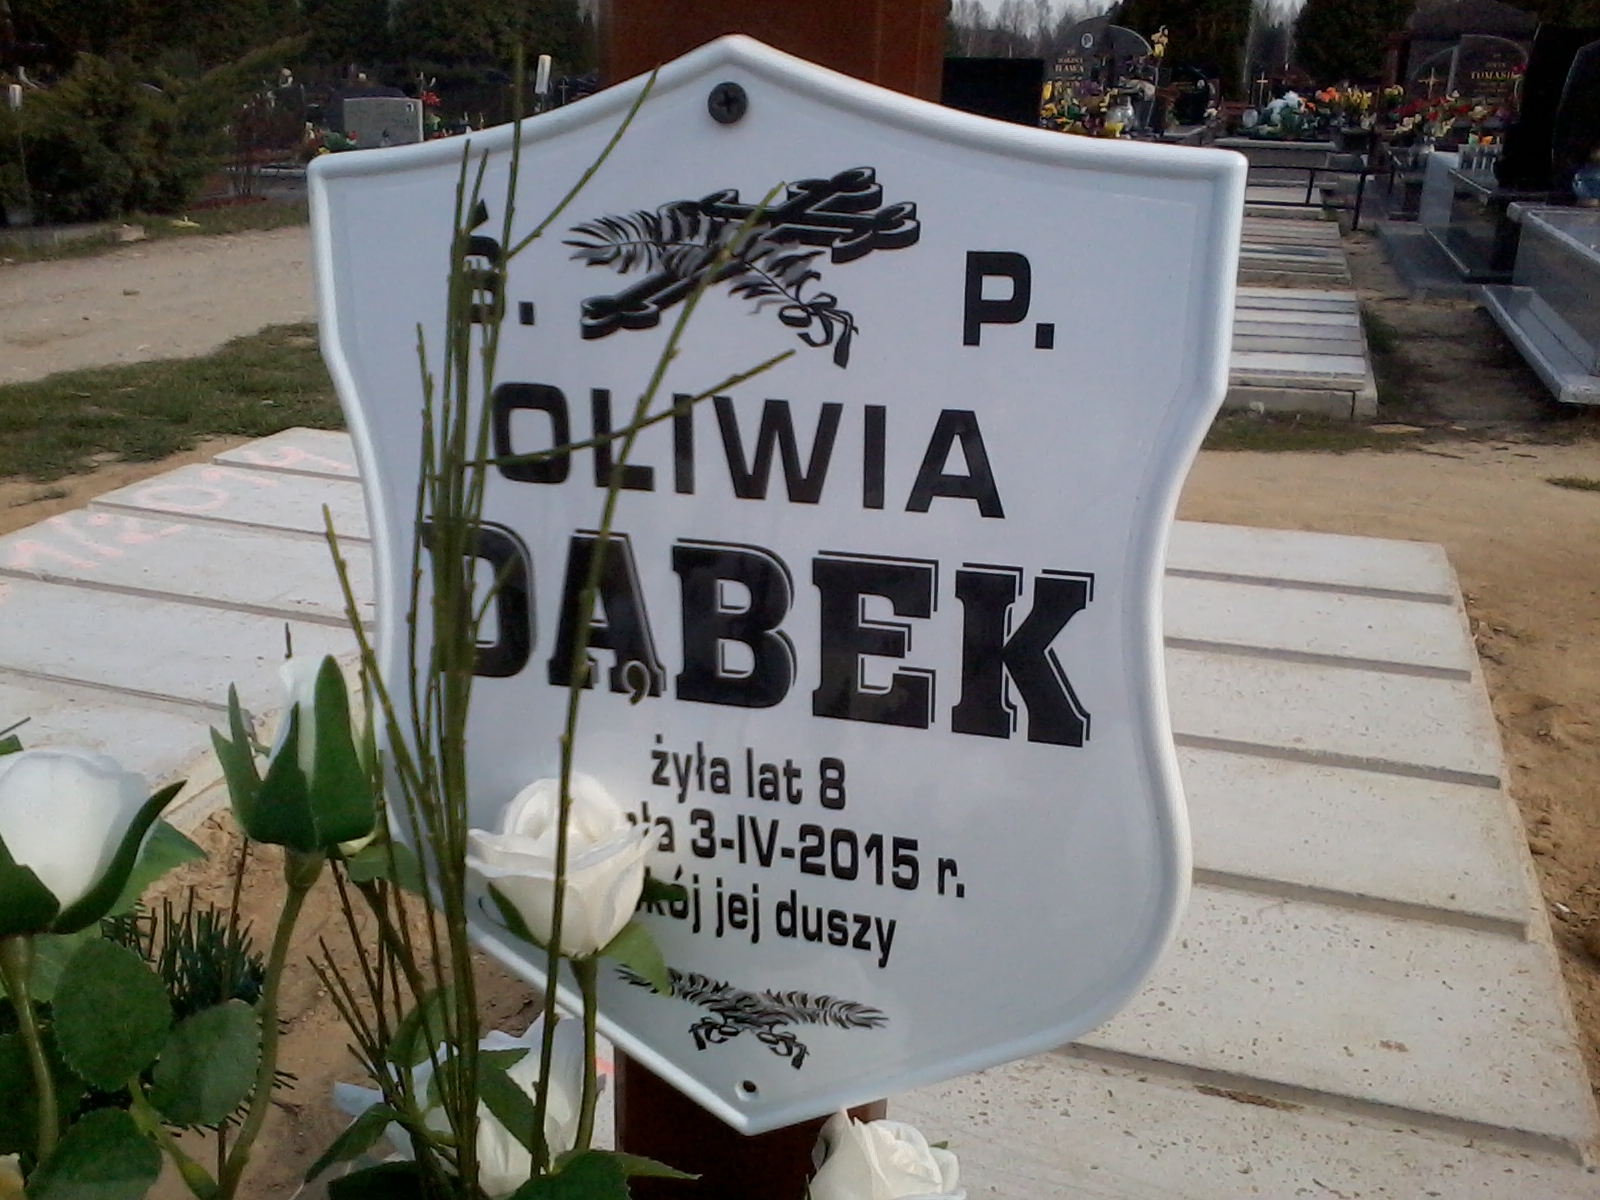 Ś. P.
OLIWIA
DĄBEK
żyła lat 8
3-IV-2015 r.
jej duszy